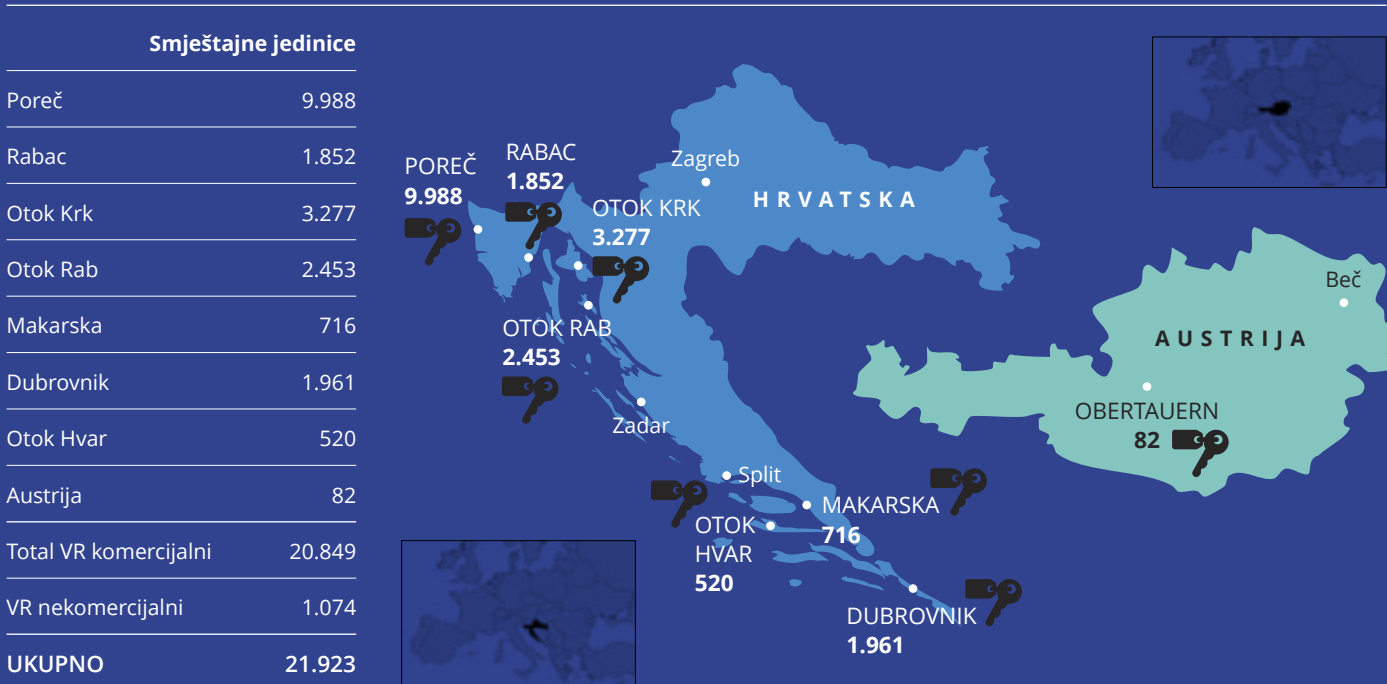 Smještajne jedinice
Poreč 9.988
Rabac 1.852
Otok Krk 3.277
Otok Rab 2.453
Makarska 716
Dubrovnik 1.961
Otok Hvar 520
Austrija 82
Total VR komercijalni 20.849
VR nekomercijalni 1.074
UKUPNO 21.923
POREČ
9.988
RABAC
1.852
OTOK KRK
3.277
Zagreb
HRVATSKA
OTOK RAB
2.453
Zadar
Split
MAKARSKA
716
OTOK
HVAR
520
DUBROVNIK
1.961
Beč
AUSTRIJA
OBERTAUERN
82